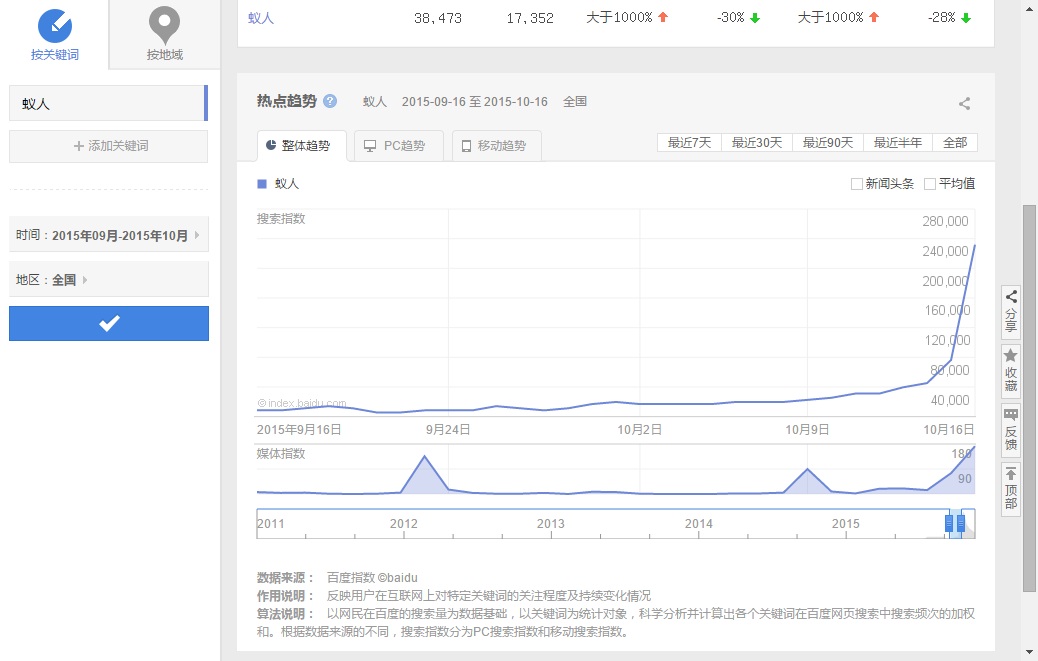 按关键词
按地域
蚁人
添加关键词
时间：2015年09月-2015年10月
地区：全国
蚁人 38,473 17,352 大于1000% -30% 大于1000% -28%
热点趋势 ? 蚁人 2015-09-16 至 2015-10-16 全国
整体趋势 PC趋势 移动趋势
最近7天 最近30天 最近90天 最近半年 全部
蚁人
新闻头条 平均值
搜索指数
280,000
240,000
200,000
160,000
120,000
80,000
40,000
© index.baidu.com
2015年9月16日 9月24日 10月2日 10月9日 10月16日
媒体指数
180
90
2011 2012 2013 2014 2015
数据来源： 百度指数 ©baidu
作用说明： 反映用户在互联网上对特定关键词的关注程度及持续变化情况
算法说明： 以网民在百度的搜索量为数据基础，以关键词为统计对象，科学分析并计算出各个关键词在百度网页搜索中搜索频次的加权
和。根据数据来源的不同，搜索指数分为PC搜索指数和移动搜索指数。
分享
收藏
反馈
顶部